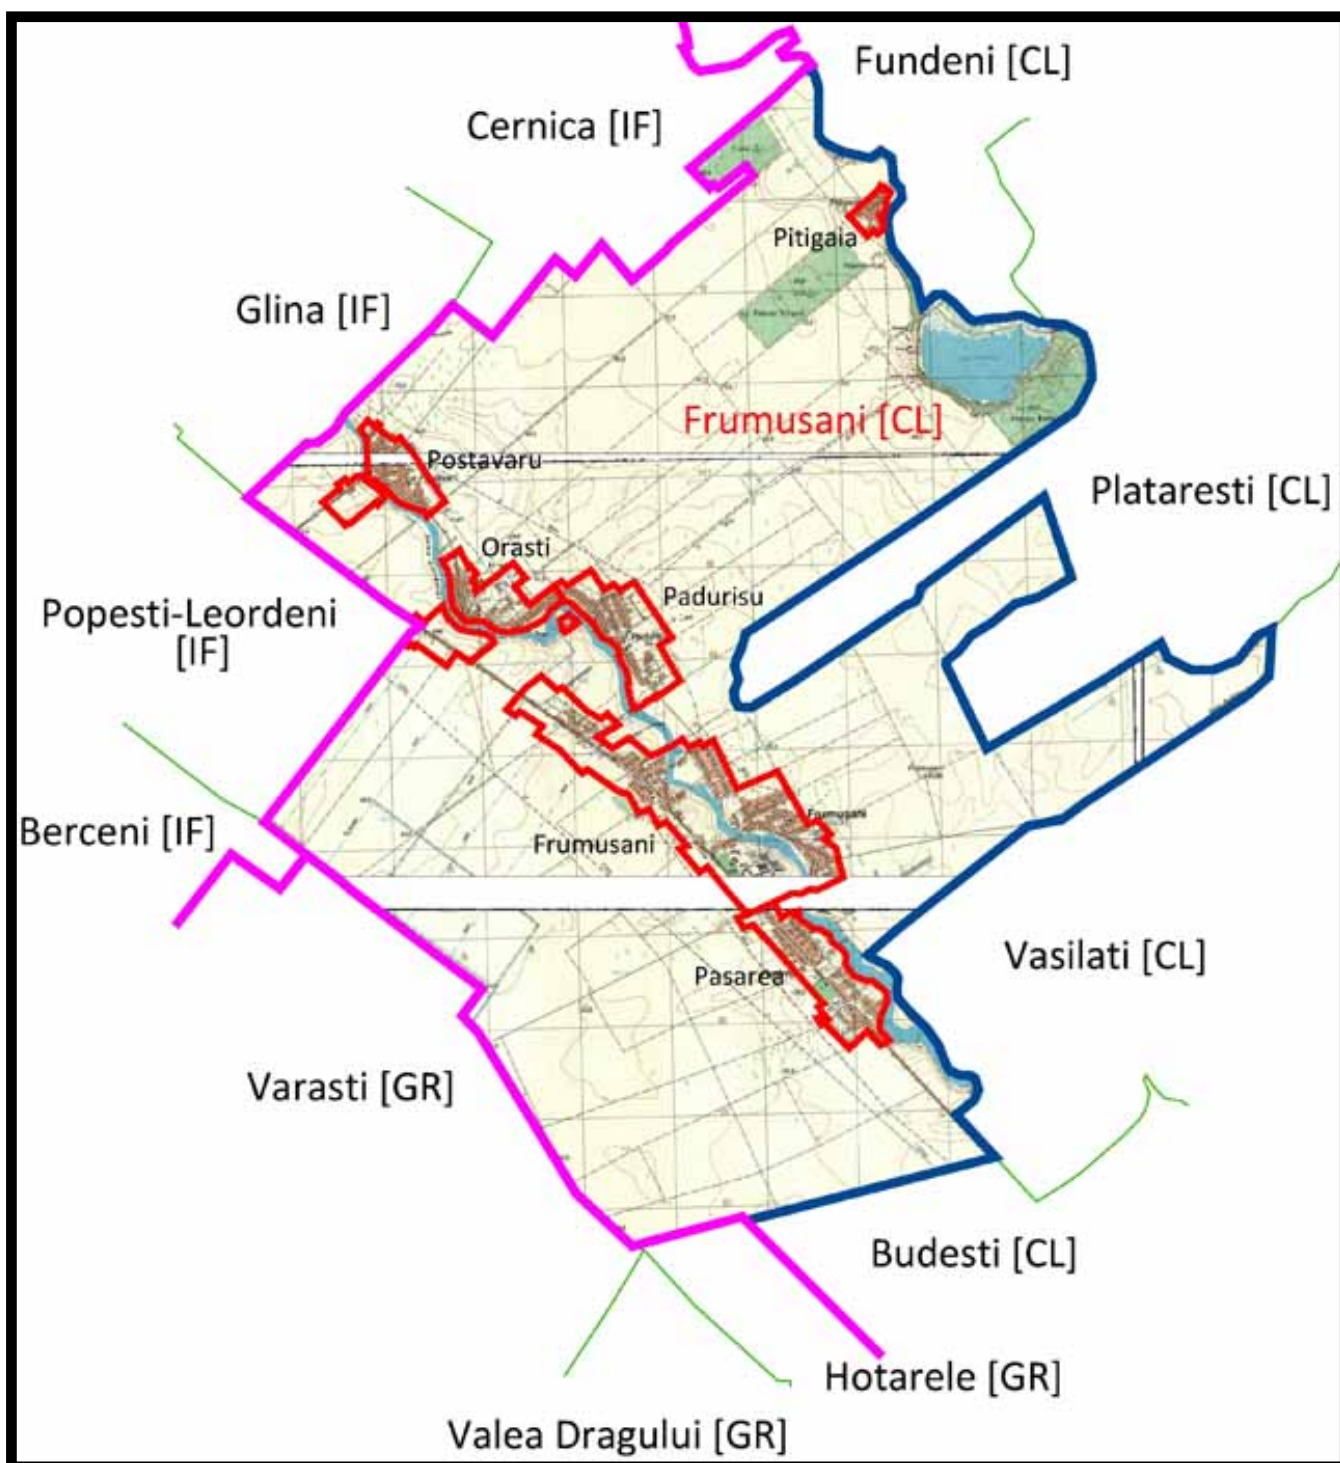 Fundeni [CL]
Cernica [IF]
Pitigaia
Glina [IF]
Frumusani [CL]
Postavaru
Plataresti [CL]
Orasti
Padurisu
Popesti-Leordeni
[IF]
Berceni [IF]
Frumusani
Frumusani
Vasilati [CL]
Pasarea
Varasti [GR]
Budesti [CL]
Hotarele [GR]
Valea Dragului [GR]